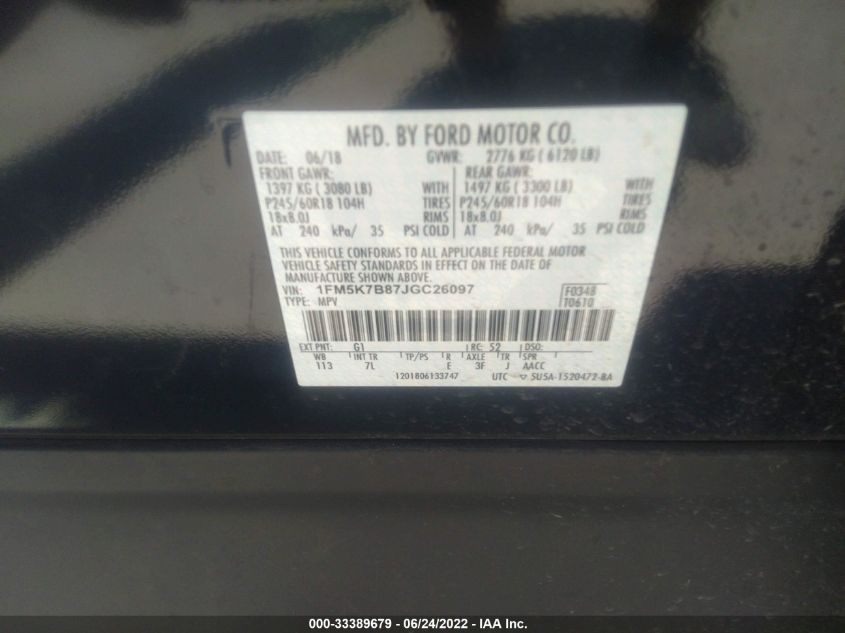 MFD. BY FORD MOTOR CO.
DATE: 06/18 GVWR: 2776 KG ( 6120 LB)
FRONT GAWR: REAR GAWR:
1397 KG ( 3080 LB) WITH 1497 KG ( 3300 LB) WITH
P245/60R18 104H TIRES P245/60R18 104H TIRES
18x8.0J RIMS 18x8.0J RIMS
AT 240 kPa/ 35 PSI COLD AT 240 kPa/ 35 PSI COLD
THIS VEHICLE CONFORMS TO ALL APPLICABLE FEDERAL MOTOR
VEHICLE SAFETY STANDARDS IN EFFECT ON THE DATE OF
MANUFACTURE SHOWN ABOVE.
VIN: 1FM5K7B87JGC26097 F0348
TYPE: MPV T0610
EXT PNT: G1 RC: 52 DSO:
WB INT TR TP/PS R AXLE TR SPR
113 7L E 3F J AACC
1201806133747 UTC 5U5A-1520472-BA
000-33389679 - 06/24/2022 - IAA Inc.